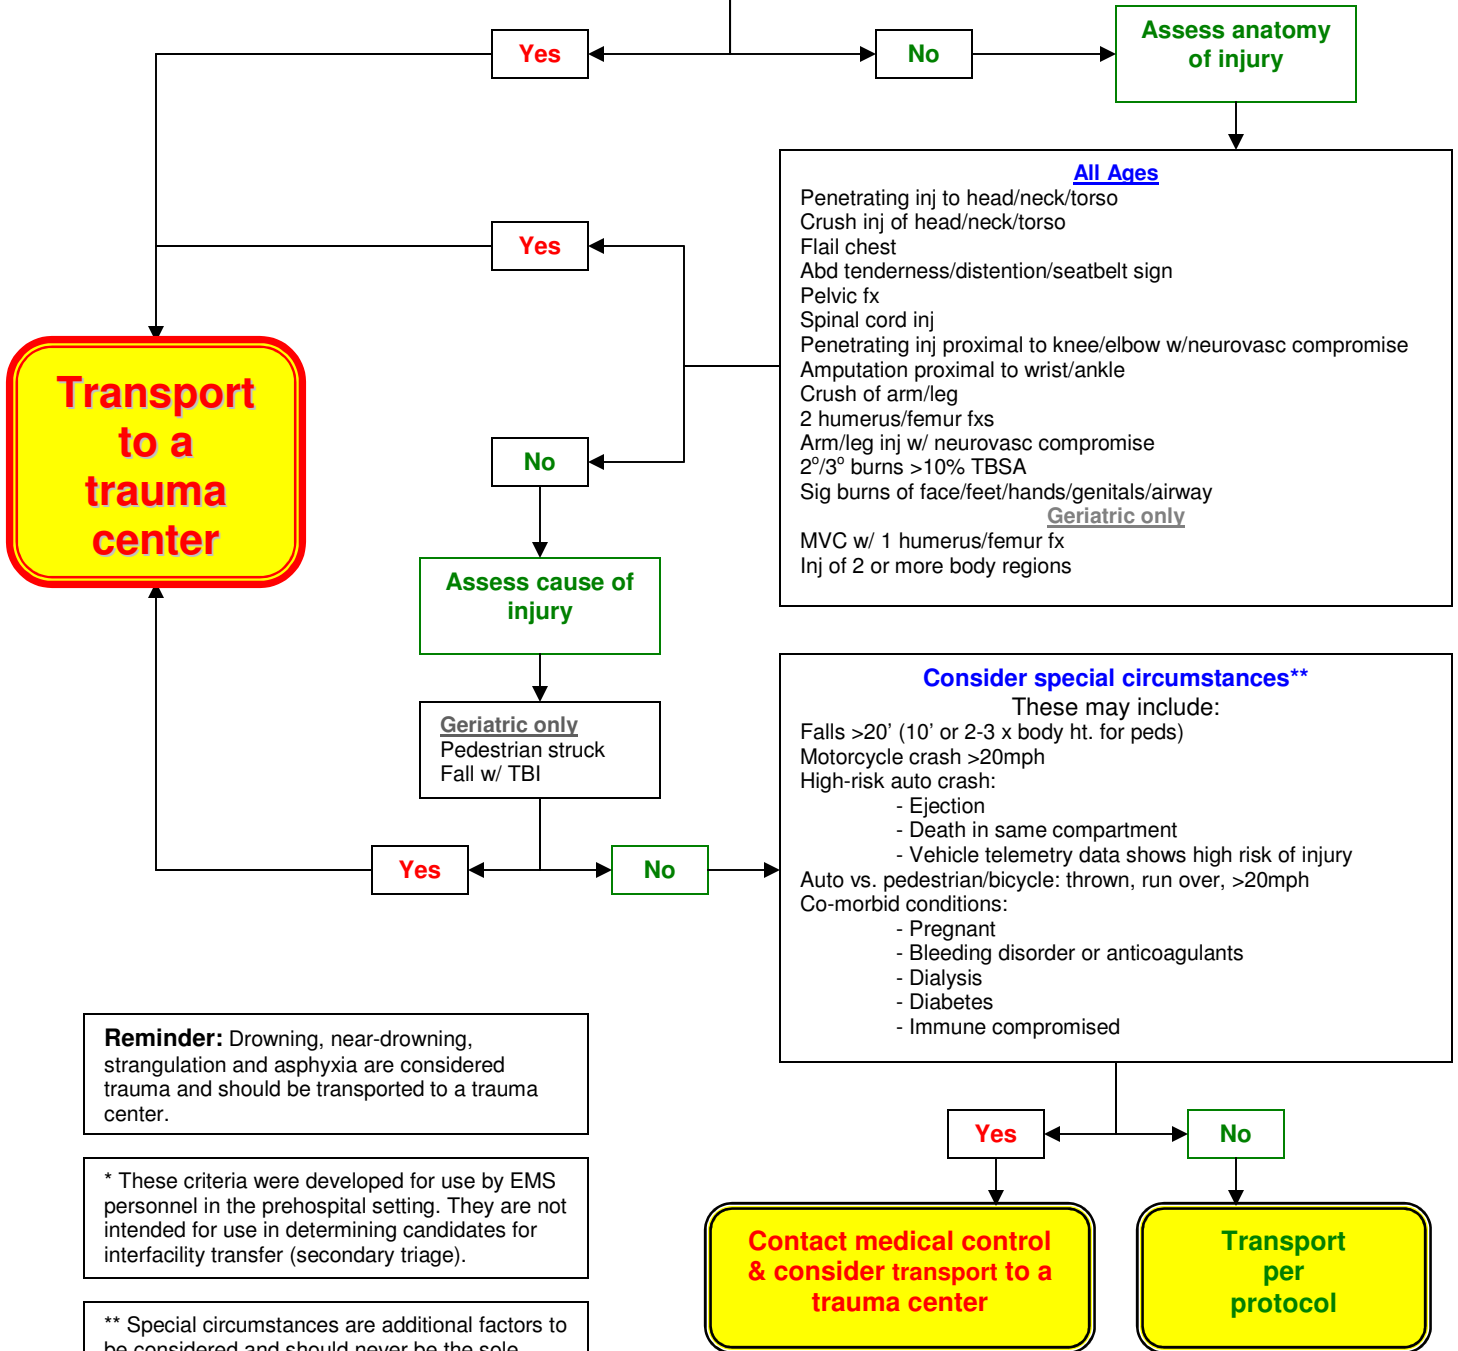 Yes
No
Assess anatomy
of injury
All Ages
Penetrating inj to head/neck/torso
Crush inj of head/neck/torso
Flail chest
Abd tenderness/distention/seatbelt sign
Pelvic fx
Spinal cord inj
Penetrating inj proximal to knee/elbow w/neurovasc compromise
Amputation proximal to wrist/ankle
Crush of arm/leg
2 humerus/femur fxs
Arm/leg inj w/ neurovasc compromise
2°/3° burns >10% TBSA
Sig burns of face/feet/hands/genitals/airway
Geriatric only
MVC w/ 1 humerus/femur fx
Inj of 2 or more body regions
Yes
No
Transport
to a
trauma
center
Assess cause of
injury
Geriatric only
Pedestrian struck
Fall w/ TBI
Yes
No
Consider special circumstances**
These may include:
Falls >20’ (10’ or 2-3 x body ht. for peds)
Motorcycle crash >20mph
High-risk auto crash:
- Ejection
- Death in same compartment
- Vehicle telemetry data shows high risk of injury
Auto vs. pedestrian/bicycle: thrown, run over, >20mph
Co-morbid conditions:
- Pregnant
- Bleeding disorder or anticoagulants
- Dialysis
- Diabetes
- Immune compromised
Yes
No
Contact medical control
& consider transport to a
trauma center
Transport
per
protocol
Reminder: Drowning, near-drowning,
strangulation and asphyxia are considered
trauma and should be transported to a trauma
center.
* These criteria were developed for use by EMS
personnel in the prehospital setting. They are not
intended for use in determining candidates for
interfacility transfer (secondary triage).
** Special circumstances are additional factors to
be considered and should never be the sole